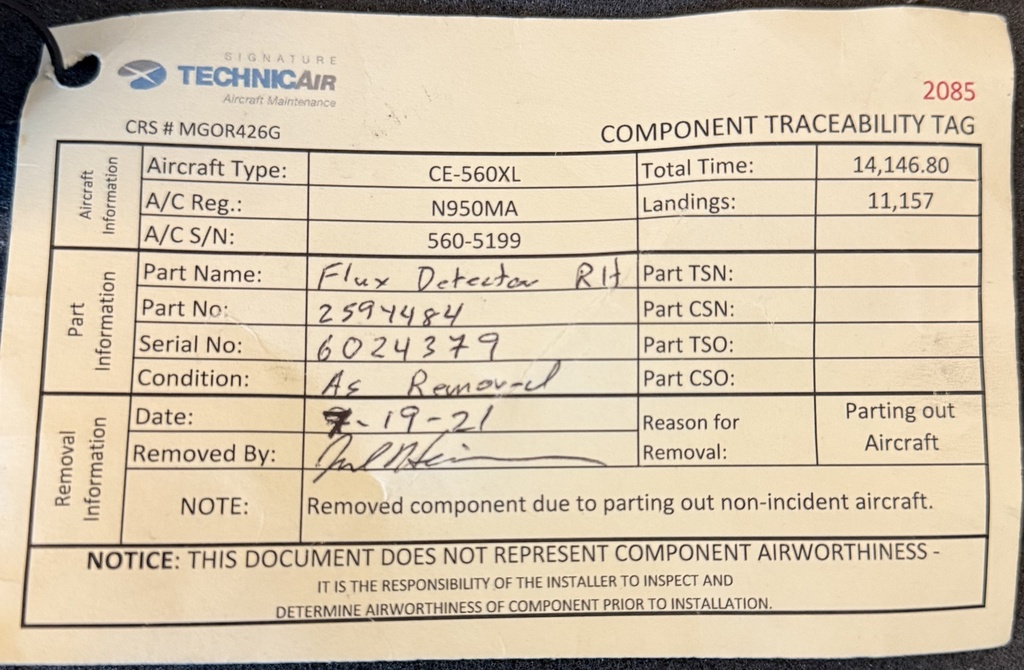 SIGNATURE
TECHNICAIR
Aircraft Maintenance
2085
CRS # MGOR426G
COMPONENT TRACEABILITY TAG
Aircraft Information
Aircraft Type: CE-560XL Total Time: 14,146.80
A/C Reg.: N950MA Landings: 11,157
A/C S/N: 560-5199
Part Information
Part Name: Flux Detector RH Part TSN:
Part No: 2594484 Part CSN:
Serial No: 6024379 Part TSO:
Condition: As Removed Part CSO:
Removal Information
Date: 7-19-21 Reason for Removal: Parting out Aircraft
Removed By:
NOTE: Removed component due to parting out non-incident aircraft.
NOTICE: THIS DOCUMENT DOES NOT REPRESENT COMPONENT AIRWORTHINESS -
IT IS THE RESPONSIBILITY OF THE INSTALLER TO INSPECT AND
DETERMINE AIRWORTHINESS OF COMPONENT PRIOR TO INSTALLATION.